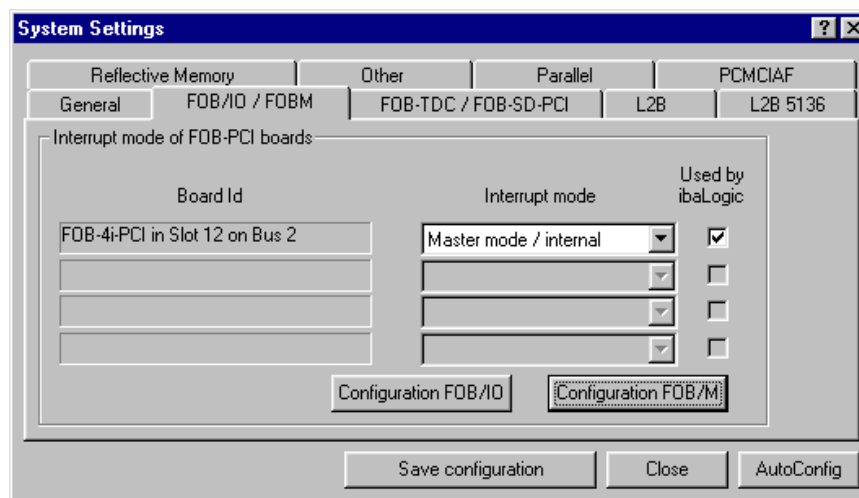 System Settings
Reflective Memory Other Parallel PCMCIAF
General FOB/IO / FOBM FOB-TDC / FOB-SD-PCI L2B L2B 5136
Interrupt mode of FOB-PCI boards
Board Id Interrupt mode Used by
ibaLogic
FOB-4i-PCI in Slot 12 on Bus 2 Master mode / internal
Configuration FOB/IO Configuration FOB/M
Save configuration Close AutoConfig